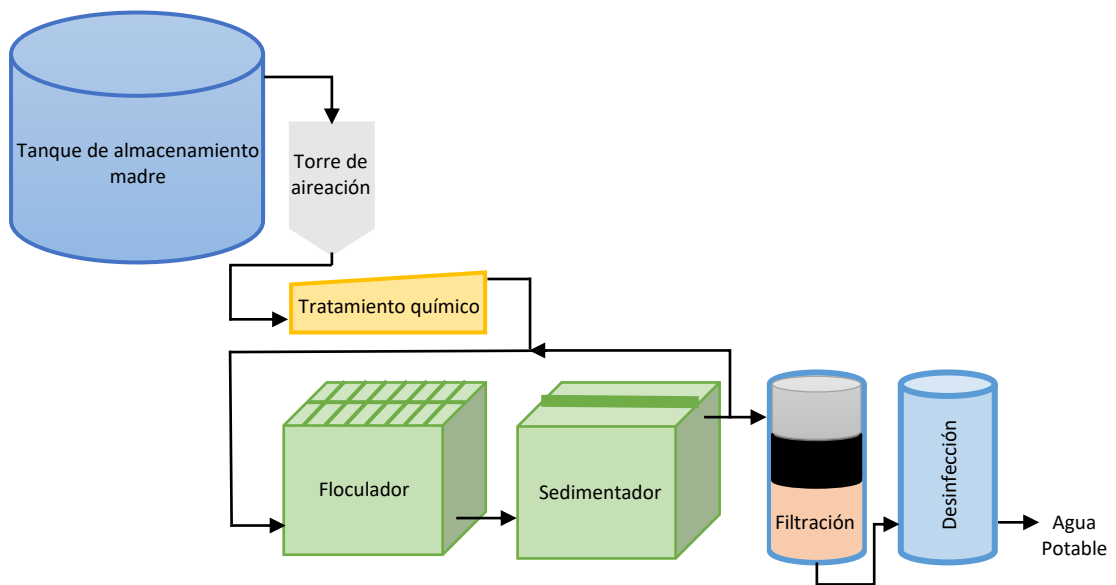 Tanque de almacenamiento
madre
Torre de
aireación
Tratamiento químico
Floculador
Sedimentador
Filtración
Desinfección
Agua
Potable